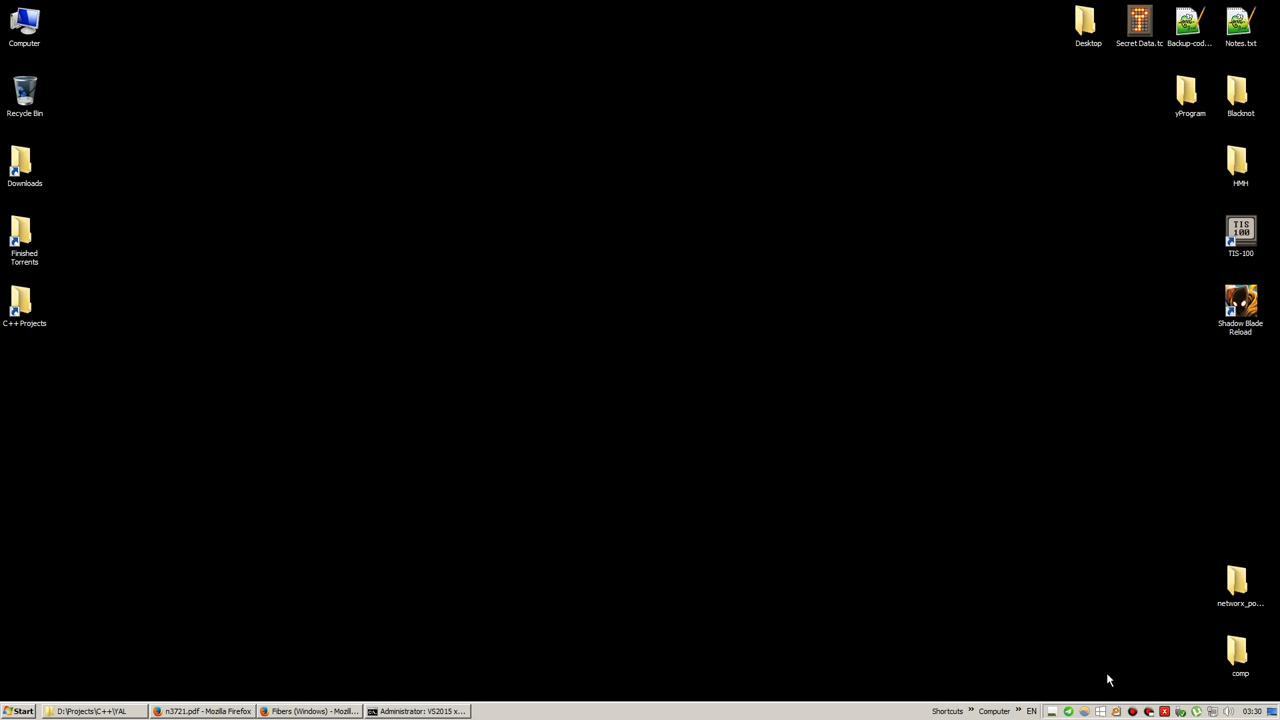 Computer
Recycle Bin
Downloads
Finished
Torrents
C++ Projects
Desktop
Secret Data.tc
Backup-cod...
Notes.txt
yProgram
Blacknot
HMH
TIS
100
TIS-100
Shadow Blade
Reload
networx_po...
comp
Start
D:\Projects\C++\YAL
n3721.pdf - Mozilla Firefox
Fibers (Windows) - Mozill...
Administrator: VS2015 x...
Shortcuts »
Computer »
EN
03:30